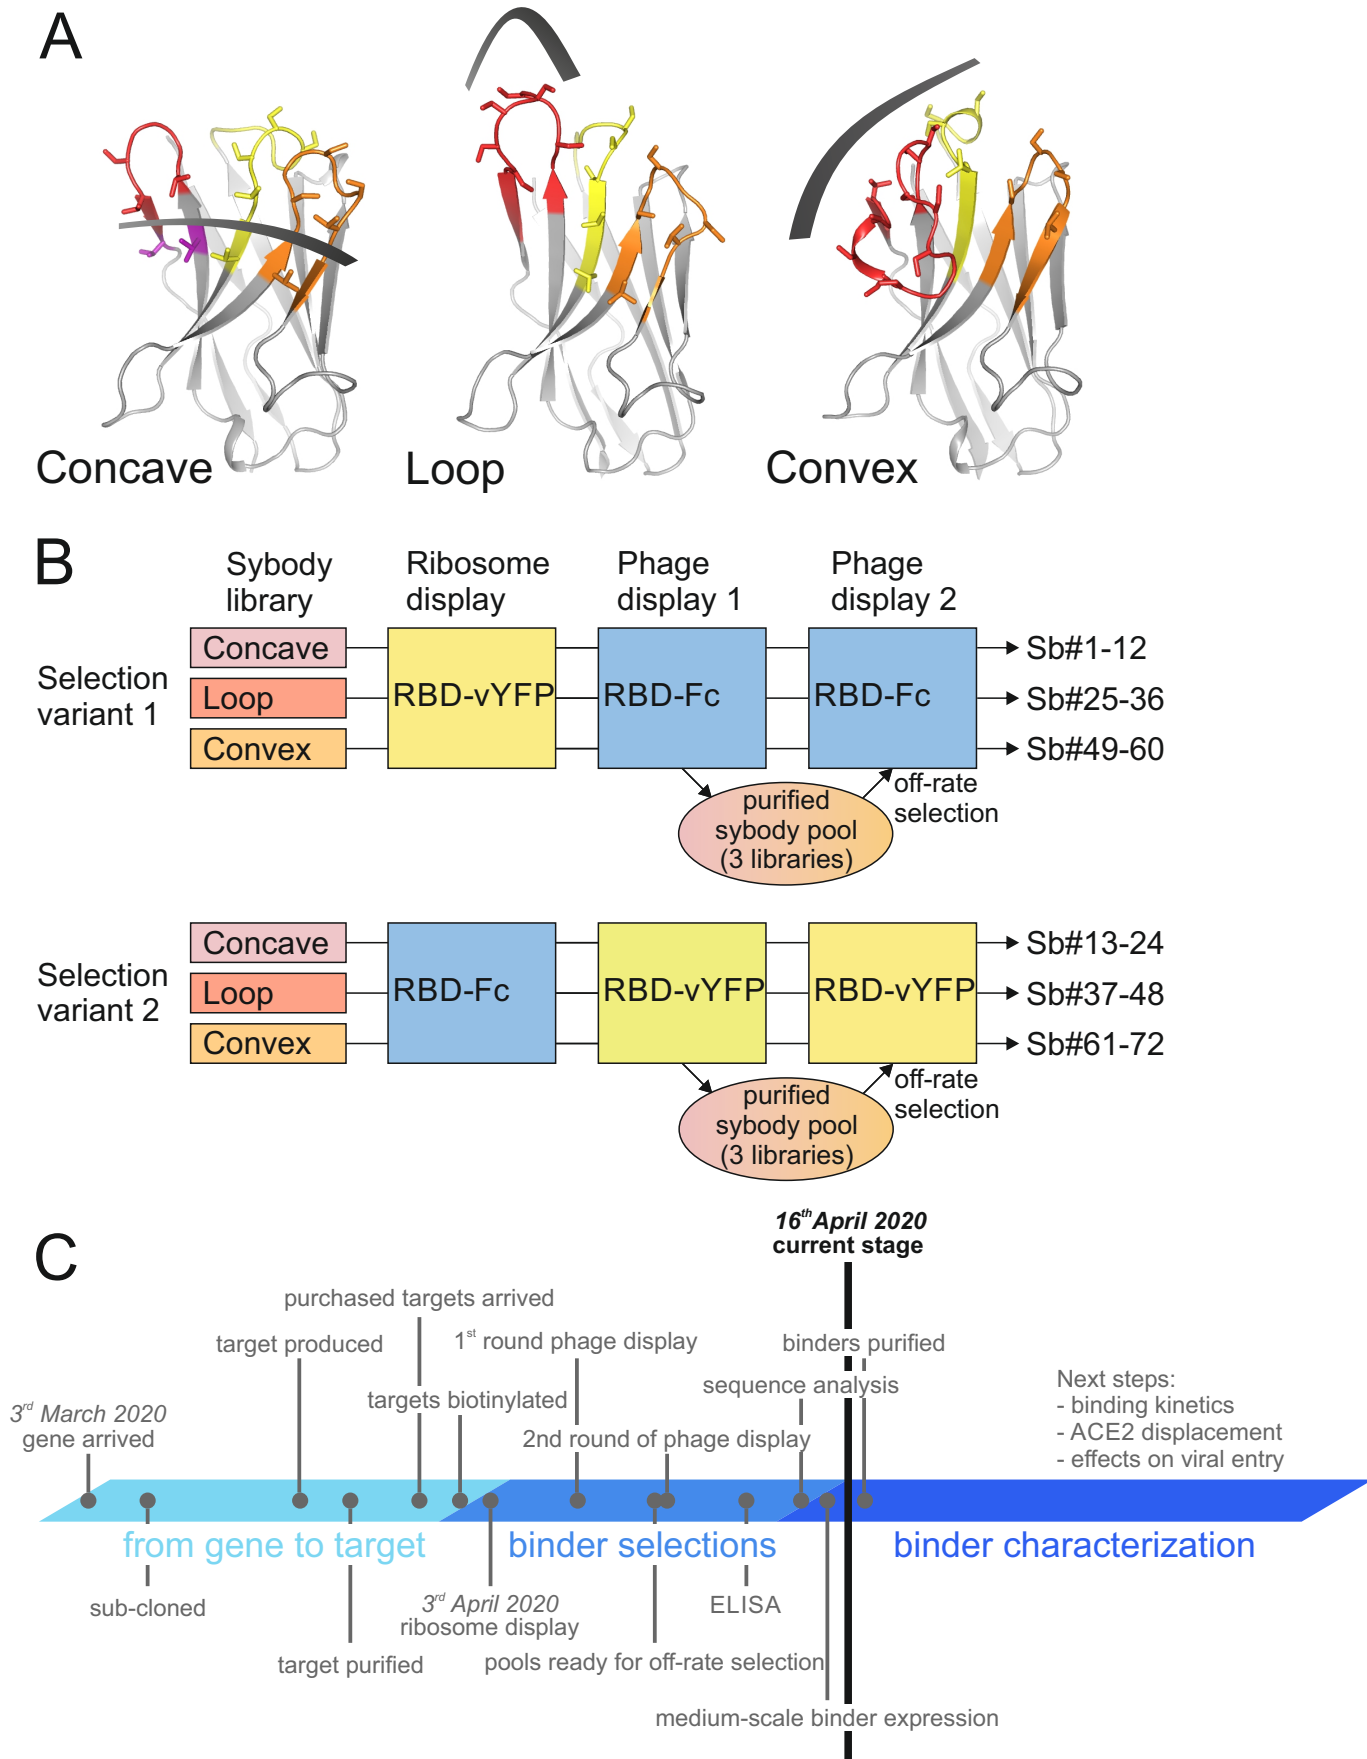 A
Concave
Loop
Convex
B
Sybody
library
Ribosome
display
Phage
display 1
Phage
display 2
Selection
variant 1
Concave
Loop
Convex
RBD-vYFP
RBD-Fc
RBD-Fc
Sb#1-12
Sb#25-36
Sb#49-60
purified
sybody pool
(3 libraries)
off-rate
selection
Selection
variant 2
Concave
Loop
Convex
RBD-Fc
RBD-vYFP
RBD-vYFP
Sb#13-24
Sb#37-48
Sb#61-72
purified
sybody pool
(3 libraries)
off-rate
selection
C
16th April 2020
current stage
purchased targets arrived
target produced
1st round phage display
binders purified
targets biotinylated
sequence analysis
3rd March 2020
gene arrived
2nd round of phage display
Next steps:
- binding kinetics
- ACE2 displacement
- effects on viral entry
from gene to target
binder selections
binder characterization
sub-cloned
3rd April 2020
ribosome display
ELISA
target purified
pools ready for off-rate selection
medium-scale binder expression